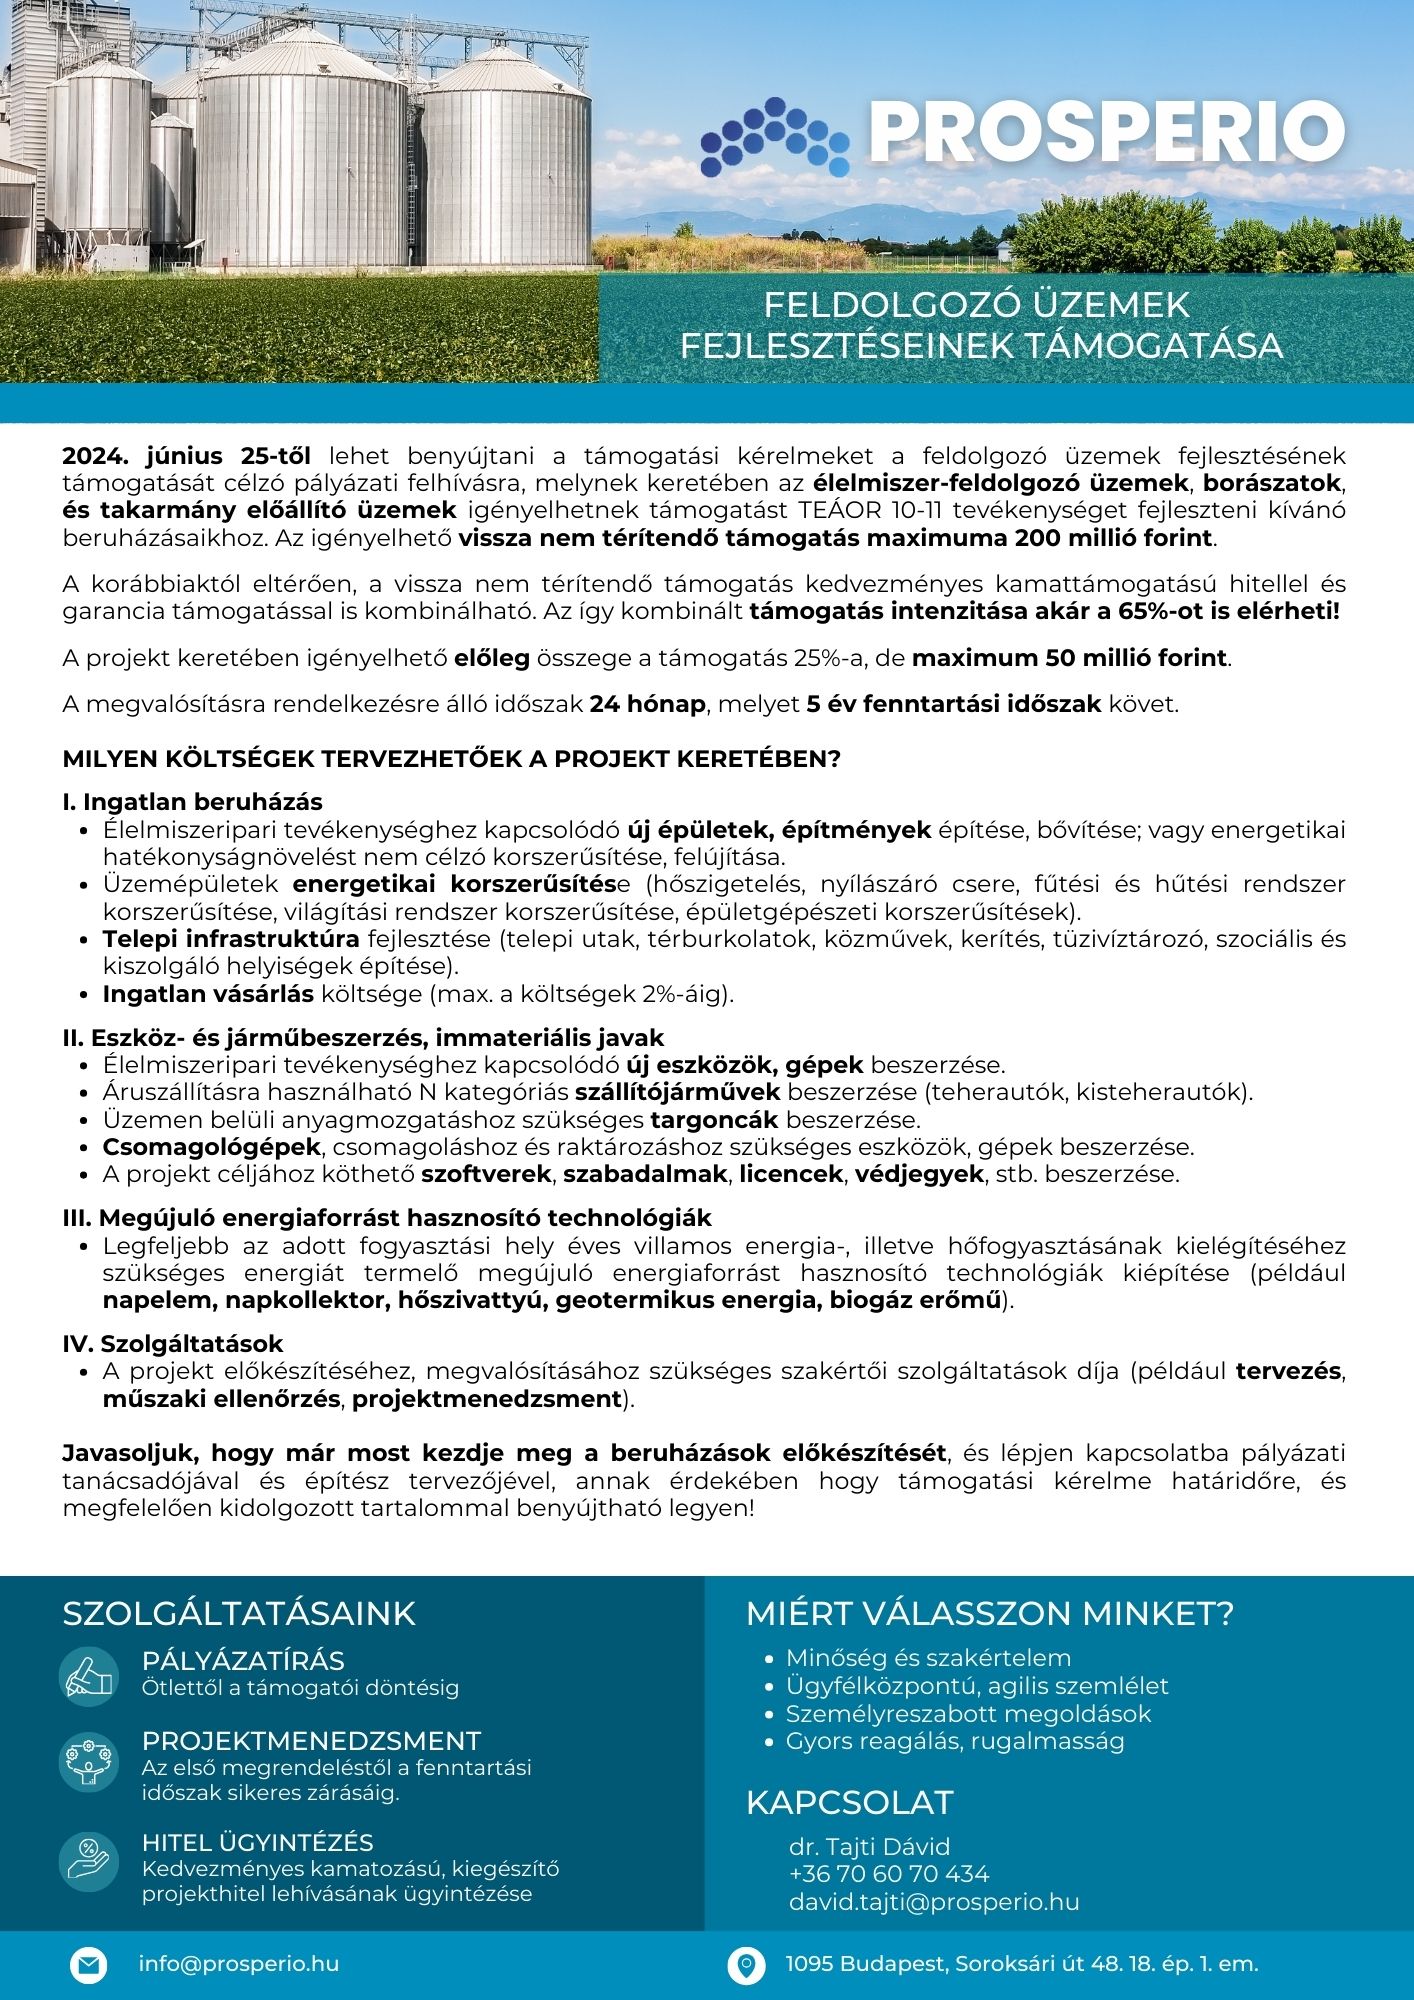 PROSPERIO
FELDOLGOZÓ ÜZEMEK
FEJLESZTÉSEINEK TÁMOGATÁSA
2024. június 25-től lehet benyújtani a támogatási kérelmeket a feldolgozó üzemek fejlesztésének
támogatását célzó pályázati felhívásra, melynek keretében az élelmiszer-feldolgozó üzemek, borászatok,
és takarmány előállító üzemek igényelhetnek támogatást TEÁOR 10-11 tevékenységet fejleszteni kívánó
beruházásaikhoz. Az igényelhető vissza nem térítendő támogatás maximuma 200 millió forint.
A korábbiaktól eltérően, a vissza nem térítendő támogatás kedvezményes kamattámogatású hitellel és
garancia támogatással is kombinálható. Az így kombinált támogatás intenzitása akár a 65%-ot is elérheti!
A projekt keretében igényelhető előleg összege a támogatás 25%-a, de maximum 50 millió forint.
A megvalósításra rendelkezésre álló időszak 24 hónap, melyet 5 év fenntartási időszak követ.
MILYEN KÖLTSÉGEK TERVEZHETŐEK A PROJEKT KERETÉBEN?
I. Ingatlan beruházás
• Élelmiszeripari tevékenységhez kapcsolódó új épületek, építmények építése, bővítése; vagy energetikai
hatékonyságnövelést nem célzó korszerűsítése, felújítása.
• Üzemépületek energetikai korszerűsítése (hőszigetelés, nyílászáró csere, fűtési és hűtési rendszer
korszerűsítése, világítási rendszer korszerűsítése, épületgépészeti korszerűsítések).
• Telepi infrastruktúra fejlesztése (telepi utak, térburkolatok, közművek, kerítés, tüzivíztározó, szociális és
kiszolgáló helyiségek építése).
• Ingatlan vásárlás költsége (max. a költségek 2%-áig).
II. Eszköz- és járműbeszerzés, immateriális javak
• Élelmiszeripari tevékenységhez kapcsolódó új eszközök, gépek beszerzése.
• Áruszállításra használható N kategóriás szállítójárművek beszerzése (teherautók, kisteherautók).
• Üzemen belüli anyagmozgatáshoz szükséges targoncák beszerzése.
• Csomagológépek, csomagoláshoz és raktározáshoz szükséges eszközök, gépek beszerzése.
• A projekt céljához köthető szoftverek, szabadalmak, licencek, védjegyek, stb. beszerzése.
III. Megújuló energiaforrást hasznosító technológiák
• Legfeljebb az adott fogyasztási hely éves villamos energia-, illetve hőfogyasztásának kielégítéséhez
szükséges energiát termelő megújuló energiaforrást hasznosító technológiák kiépítése (például
napelem, napkollektor, hőszivattyú, geotermikus energia, biogáz erőmű).
IV. Szolgáltatások
• A projekt előkészítéséhez, megvalósításához szükséges szakértői szolgáltatások díja (például tervezés,
műszaki ellenőrzés, projektmenedzsment).
Javasoljuk, hogy már most kezdje meg a beruházások előkészítését, és lépjen kapcsolatba pályázati
tanácsadójával és építész tervezőjével, annak érdekében hogy támogatási kérelme határidőre, és
megfelelően kidolgozott tartalommal benyújtható legyen!
SZOLGÁLTATÁSAINK
PÁLYÁZATÍRÁS
Ötlettől a támogatói döntésig
PROJEKTMENEDZSMENT
Az első megrendeléstől a fenntartási
időszak sikeres zárásáig.
HITEL ÜGYINTÉZÉS
Kedvezményes kamatozású, kiegészítő
projekthitel lehívásának ügyintézése
MIÉRT VÁLASSZON MINKET?
• Minőség és szakértelem
• Ügyfélközpontú, agilis szemlélet
• Személyreszabott megoldások
• Gyors reagálás, rugalmasság
KAPCSOLAT
dr. Tajti Dávid
+36 70 60 70 434
david.tajti@prosperio.hu
info@prosperio.hu
1095 Budapest, Soroksári út 48. 18. ép. 1. em.